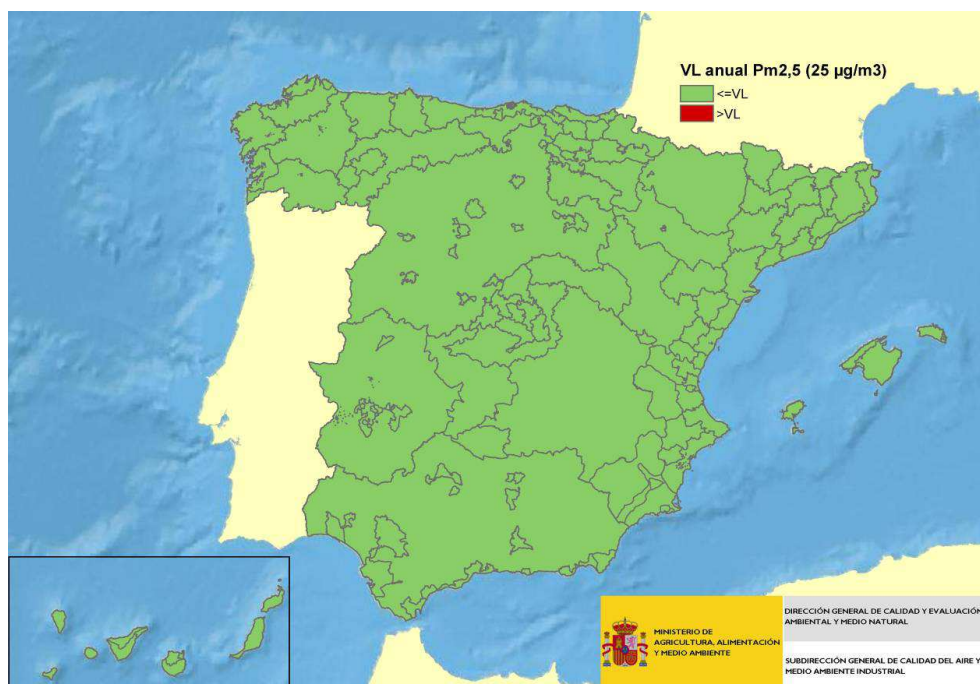 VL anual Pm2,5 (25 µg/m3)
<=VL
>VL
MINISTERIO DE
AGRICULTURA, ALIMENTACIÓN
Y MEDIO AMBIENTE
DIRECCIÓN GENERAL DE CALIDAD Y EVALUACIÓN
AMBIENTAL Y MEDIO NATURAL
SUBDIRECCIÓN GENERAL DE CALIDAD DEL AIRE Y
MEDIO AMBIENTE INDUSTRIAL